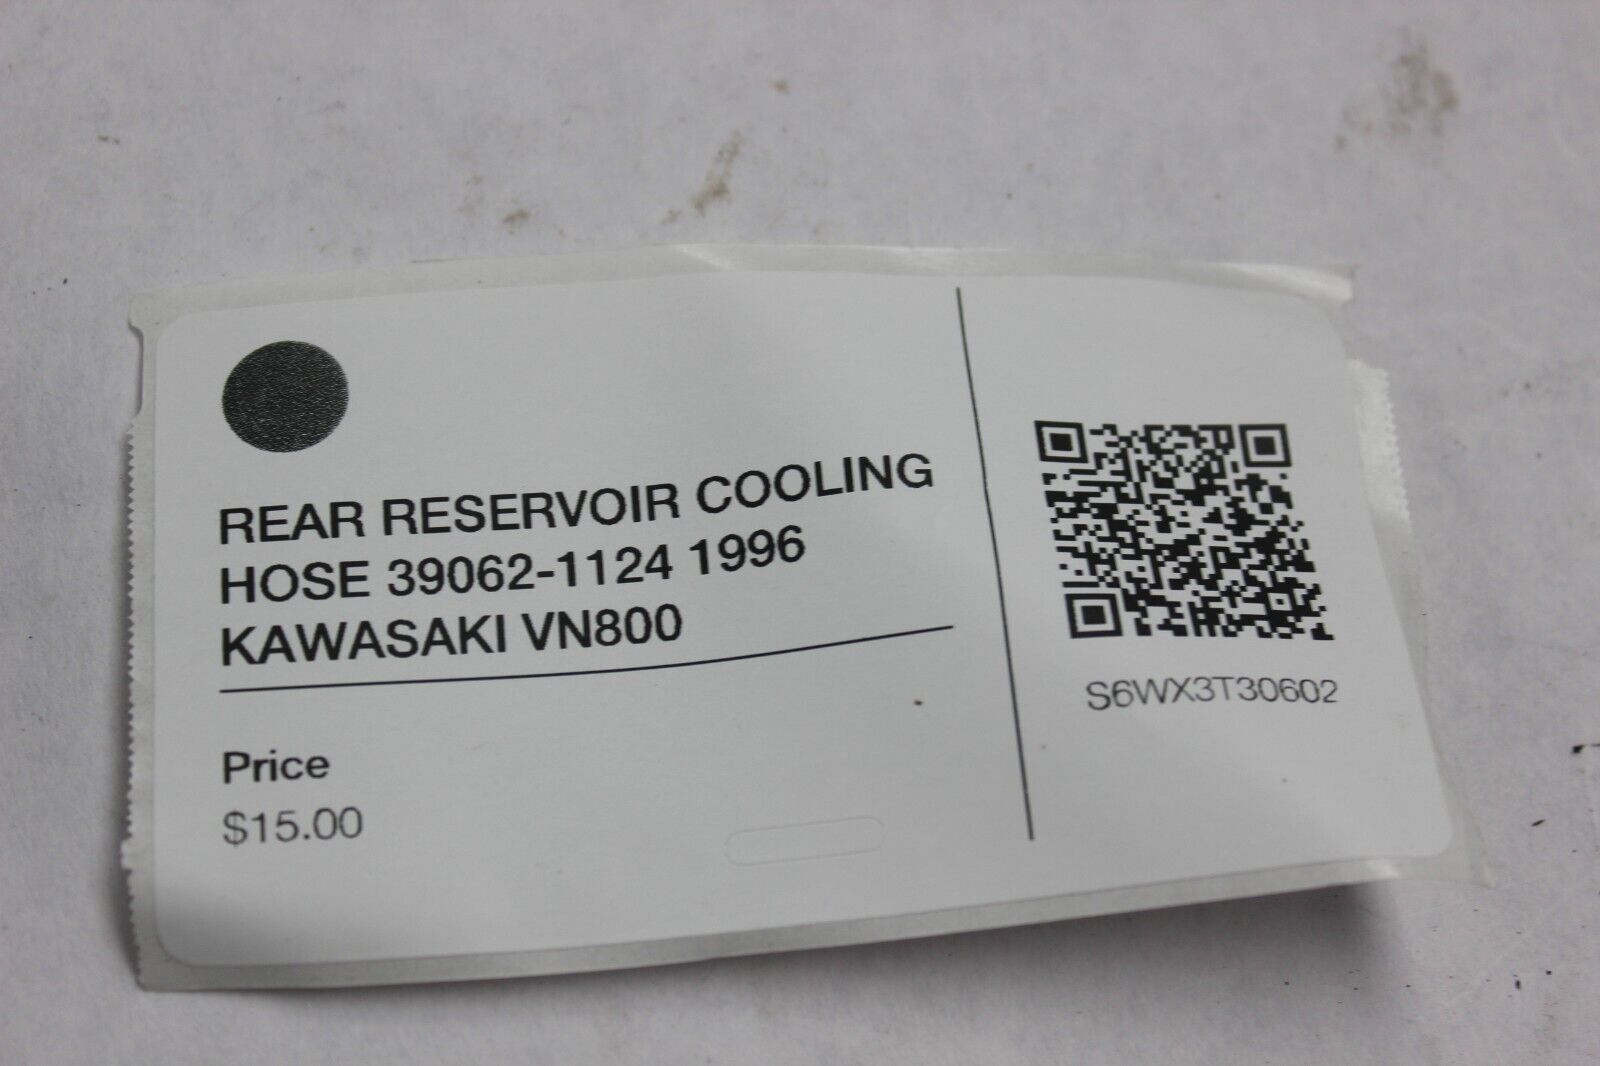 REAR RESERVOIR COOLING
HOSE 39062-1124 1996
KAWASAKI VN800
Price
$15.00
S6WX3T30602